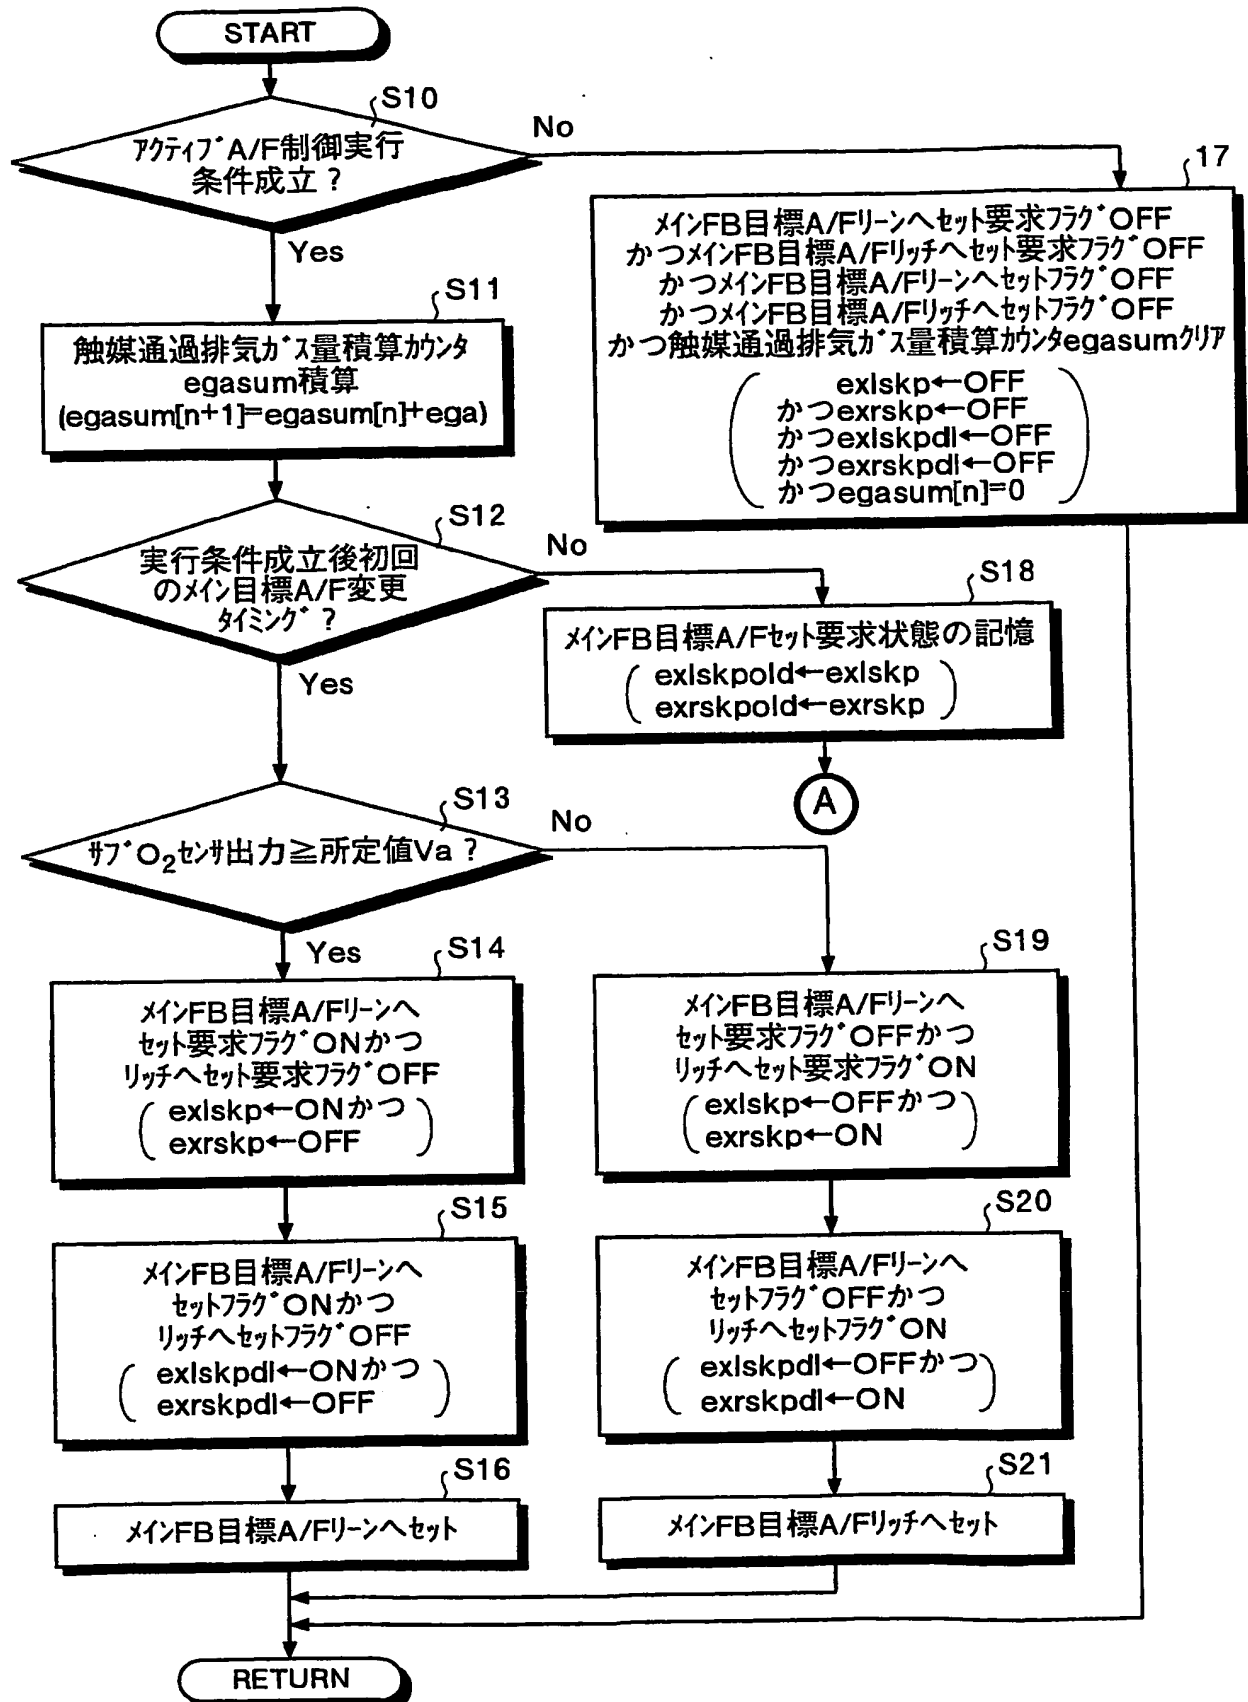 START
S10
アクティブA/F制御実行
条件成立?
No
Yes
17
メインFB目標A/Fリーンへセット要求フラグOFF
かつメインFB目標A/Fリッチへセット要求フラグOFF
かつメインFB目標A/Fリーンへセットフラグ OFF
かつメインFB目標A/Fリッチへセットフラグ OFF
かつ触媒通過排気ガス量積算カウンタegasumクリア
exlskp←OFF
かつexrskp←OFF
かつexlskpdl←OFF
かつexrskpdl←OFF
かつegasum[n]=0
S11
触媒通過排気ガス量積算カウンタ
egasum積算
(egasum[n+1]=egasum[n]+ega)
S12
実行条件成立後初回
のメイン目標A/F変更
タイミング?
No
Yes
S18
メインFB目標A/Fセット要求状態の記憶
exlskpold←exlskp
exrskpold←exrskp
A
S13
サブO₂センサ出力≧所定値Va?
No
Yes
S14
メインFB目標A/Fリーンへ
セット要求フラグONかつ
リッチへセット要求フラグOFF
exlskp←ONかつ
exrskp←OFF
S19
メインFB目標A/Fリーンへ
セット要求フラグOFFかつ
リッチへセット要求フラグON
exlskp←OFFかつ
exrskp←ON
S15
メインFB目標A/Fリーンへ
セットフラグONかつ
リッチへセットフラグOFF
exlskpdl←ONかつ
exrskpdl←OFF
S20
メインFB目標A/Fリーンへ
セットフラグOFFかつ
リッチへセットフラグON
exlskpdl←OFFかつ
exrskpdl←ON
S16
メインFB目標A/Fリーンへセット
S21
メインFB目標A/Fリッチへセット
RETURN